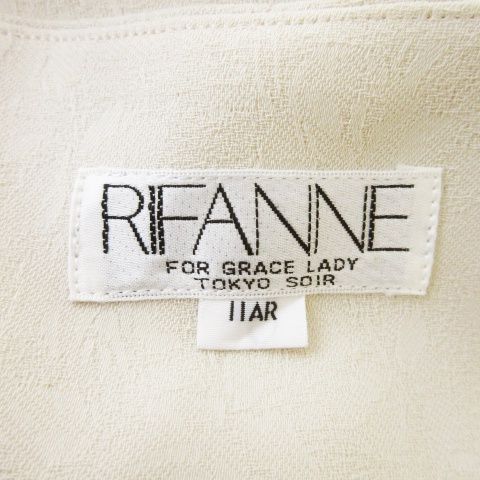 RIFANNE
FOR GRACE LADY
TOKYO SOIR
11AR